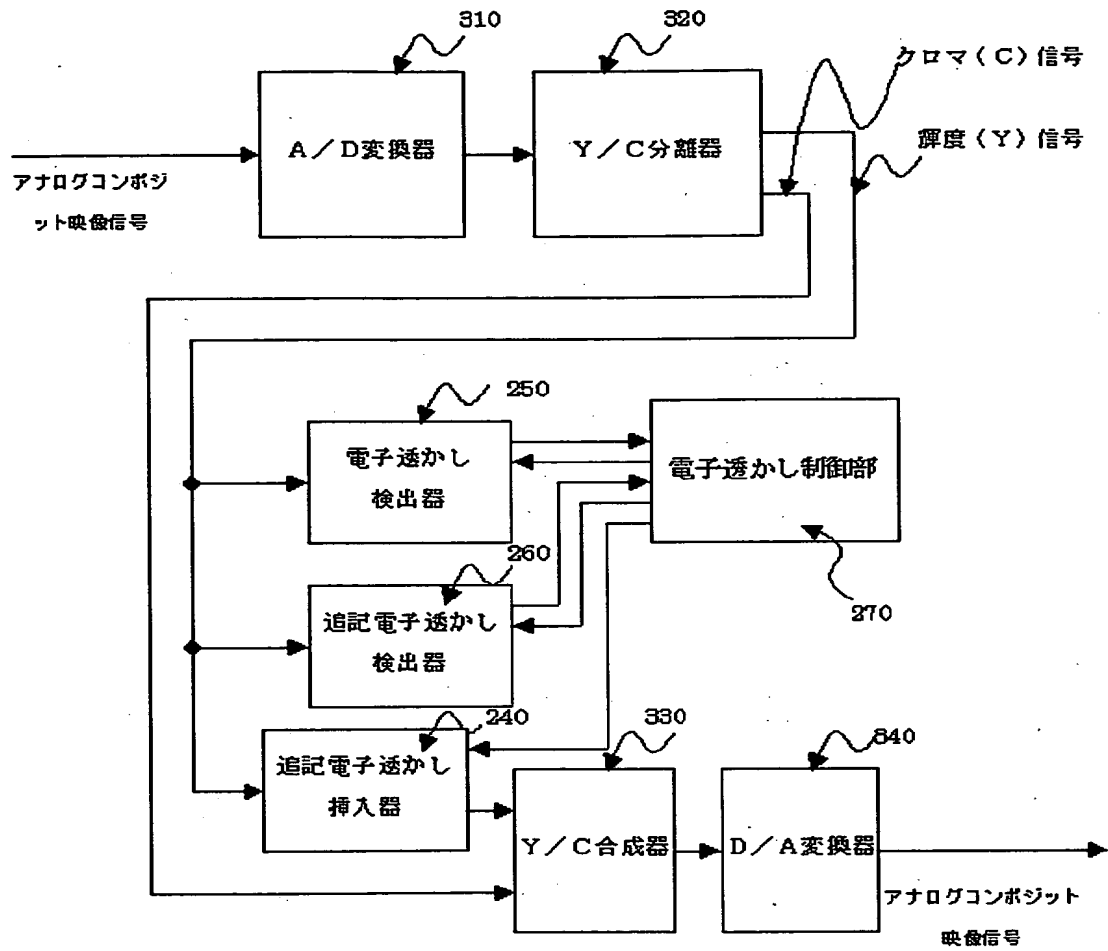 310
320
クロマ（C）信号
A／D変換器
Y／C分離器
輝度（Y）信号
アナログコンポジ
ット映像信号
250
電子透かし
検出器
電子透かし制御部
260
270
追記電子透かし
検出器
240
330
340
追記電子透かし
挿入器
Y／C合成器
D／A変換器
アナログコンポジット
映像信号